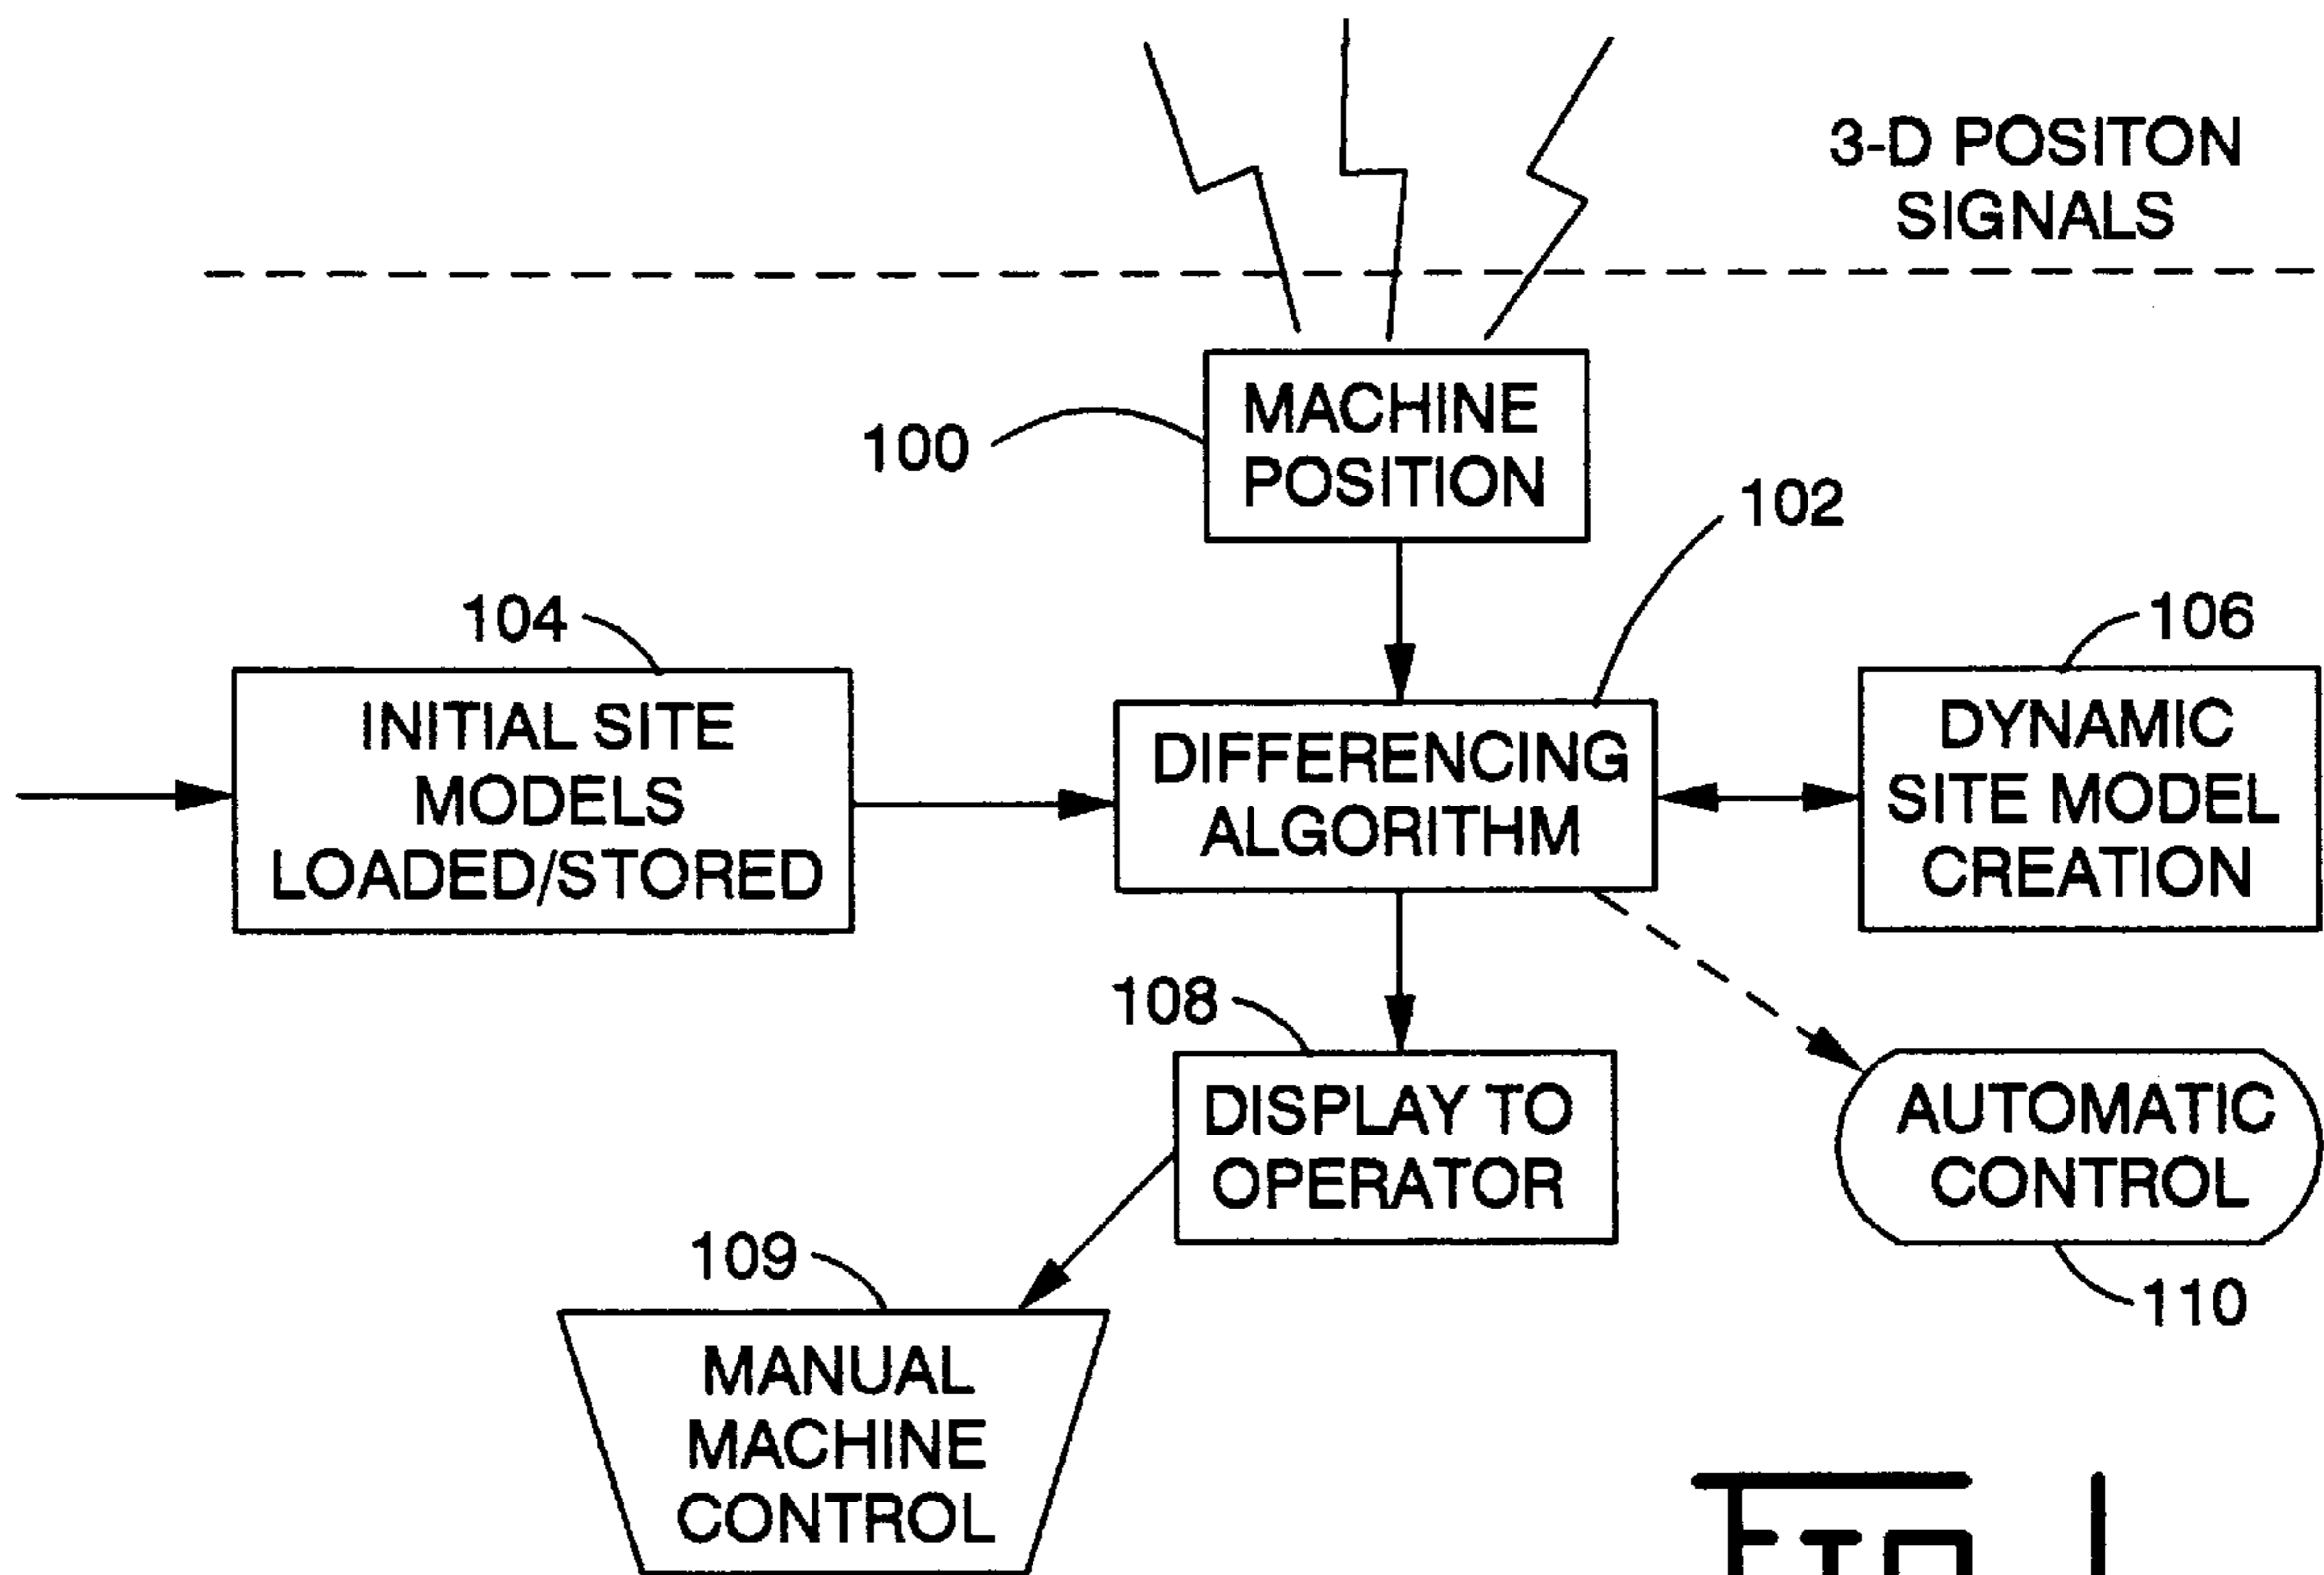 3-D POSITON
SIGNALS
MACHINE
POSITION
100
102
104
106
INITIAL SITE
MODELS
LOADED/STORED
DIFFERENCING
ALGORITHM
DYNAMIC
SITE MODEL
CREATION
108
DISPLAY TO
OPERATOR
AUTOMATIC
CONTROL
109
110
MANUAL
MACHINE
CONTROL